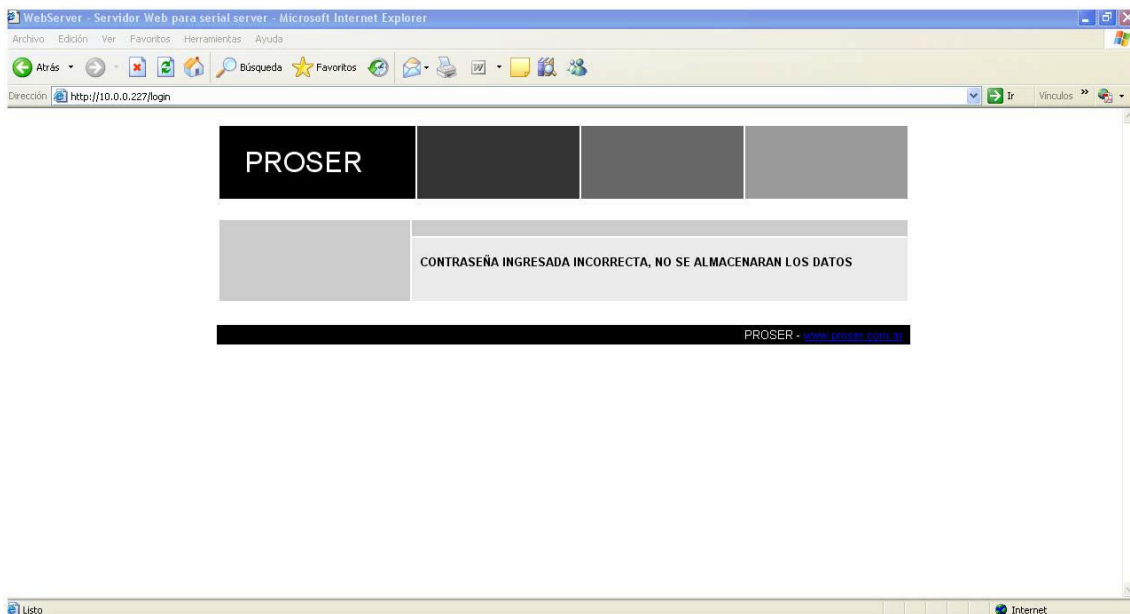 WebServer - Servidor Web para serial server - Microsoft Internet Explorer
Archivo Edición Ver Favoritos Herramientas Ayuda
Atrás Búsqueda Favoritos
Dirección http://10.0.0.227/login Ir Vínculos »
PROSER
CONTRASEÑA INGRESADA INCORRECTA, NO SE ALMACENARAN LOS DATOS
PROSER - www.proser.com.ar
Listo Internet